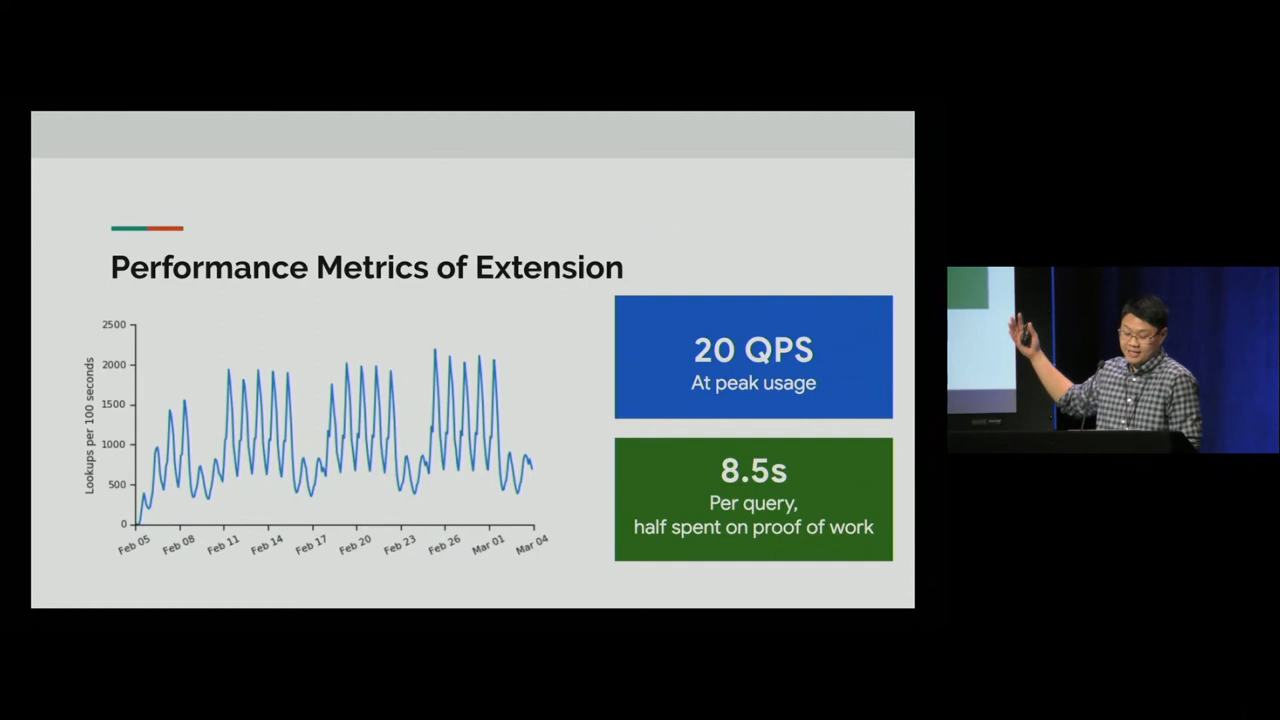 Performance Metrics of Extension
2500
2000
1500
1000
500
0
Lookups per 100 seconds
Feb 05
Feb 08
Feb 11
Feb 14
Feb 17
Feb 20
Feb 23
Feb 26
Mar 01
Mar 04
20 QPS
At peak usage
8.5s
Per query,
half spent on proof of work